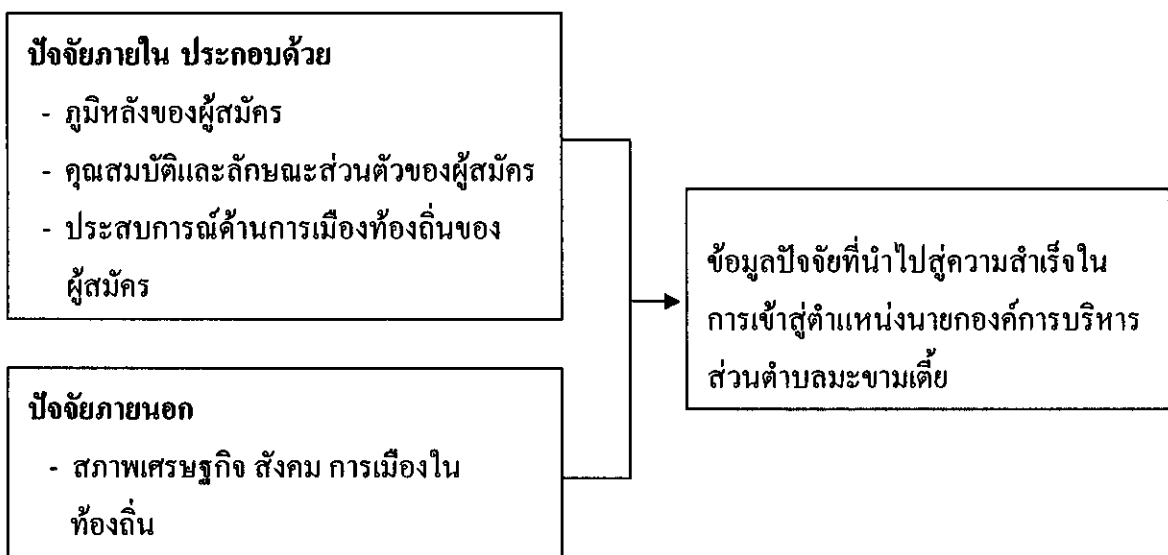 ปัจจัยภายใน ประกอบด้วย
- ภูมิหลังของผู้สมัคร
- คุณสมบัติและลักษณะส่วนตัวของผู้สมัคร
- ประสบการณ์ด้านการเมืองท้องถิ่นของ
ผู้สมัคร
ปัจจัยภายนอก
- สภาพเศรษฐกิจ สังคม การเมืองใน
ท้องถิ่น
ข้อมูลปัจจัยที่นำไปสู่ความสำเร็จใน
การเข้าสู่ตำแหน่งนายกองค์การบริหาร
ส่วนตำบลมะขามเตี้ย